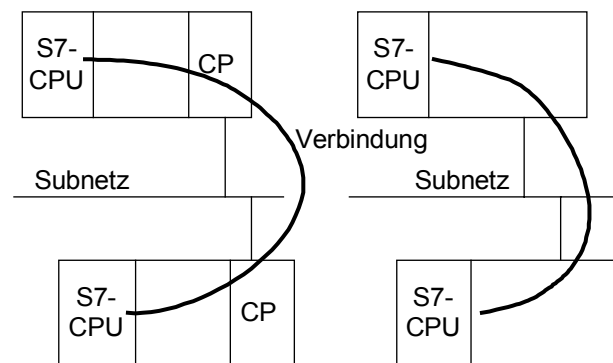 S7-
CPU
CP
S7-
CPU
Verbindung
Subnetz
Subnetz
S7-
CPU
CP
S7-
CPU